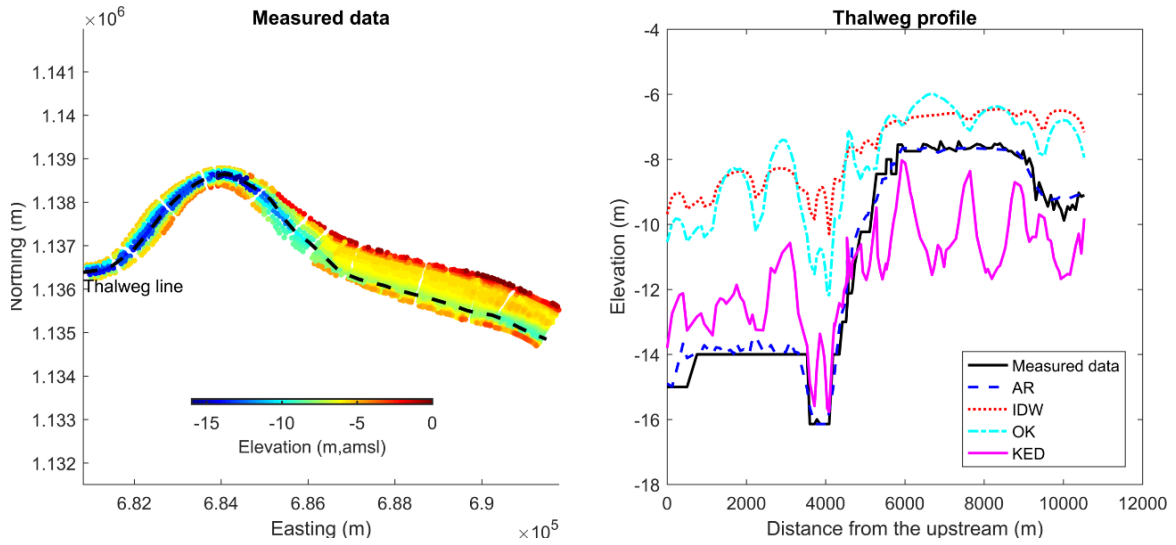 Measured data
×10⁶
1.141
1.14
1.139
1.138
1.137
1.136
1.135
1.134
1.133
1.132
Northing (m)
Thalweg line
-15 -10 -5 0
Elevation (m,amsl)
6.82 6.84 6.86 6.88 6.9
Easting (m)
×10⁵
Thalweg profile
-4
-6
-8
-10
-12
-14
-16
-18
Elevation (m)
Measured data
AR
IDW
OK
KED
0 2000 4000 6000 8000 10000 12000
Distance from the upstream (m)